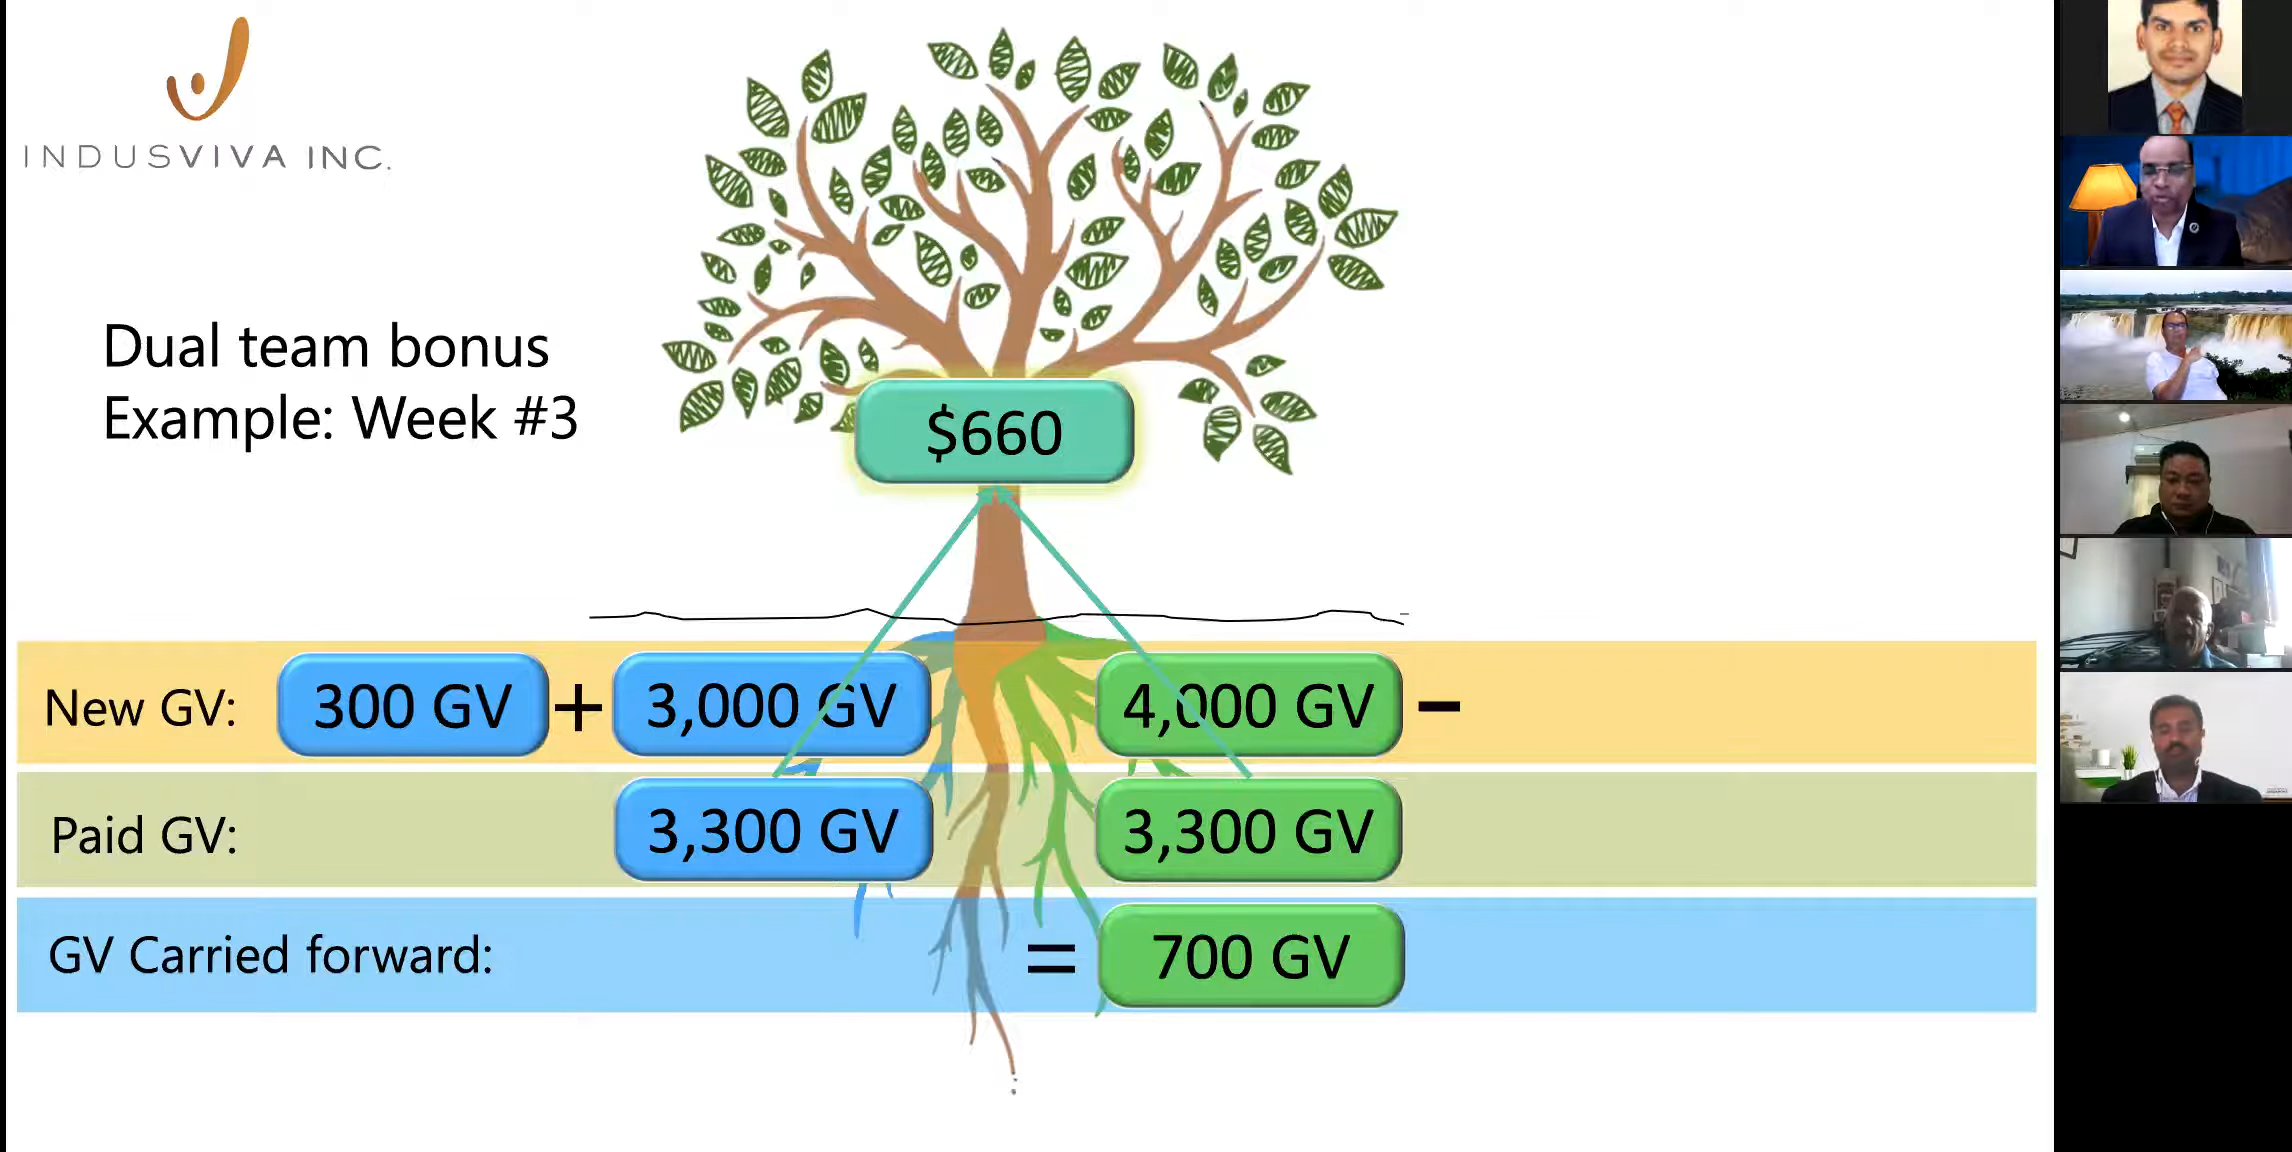 INDUSVIVA INC.
Dual team bonus
Example: Week #3
$660
New GV: 300 GV + 3,000 GV 4,000 GV -
Paid GV: 3,300 GV 3,300 GV
GV Carried forward: = 700 GV